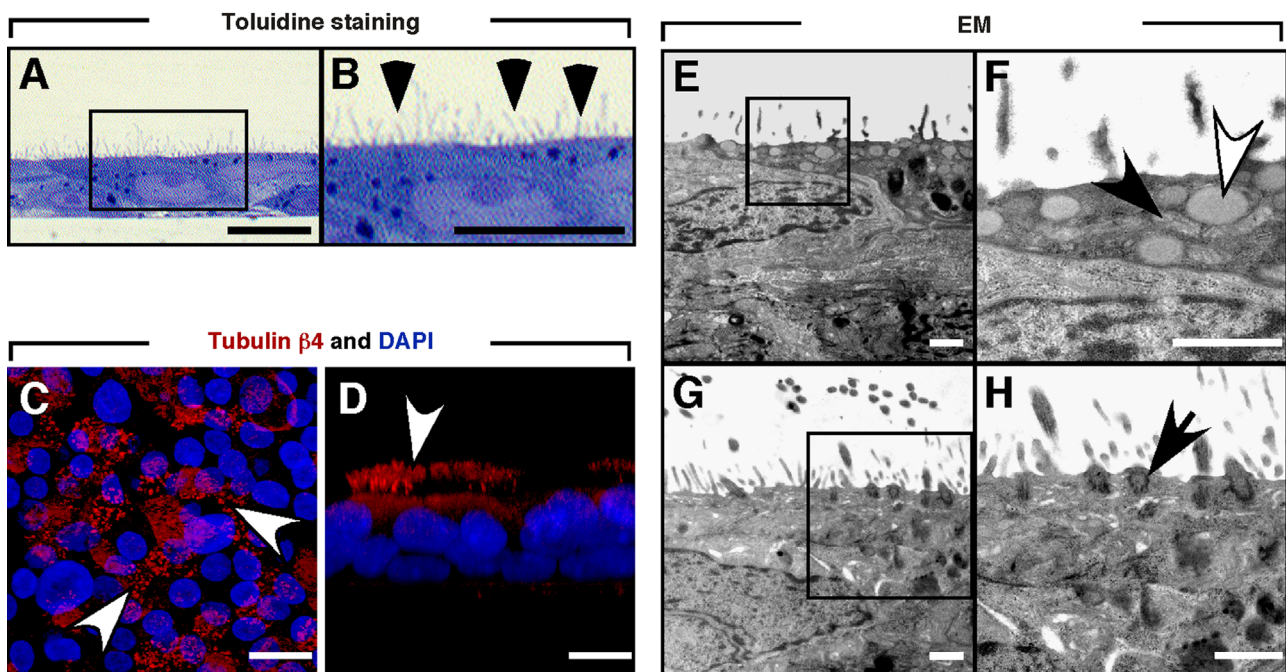 Toluidine staining
EM
A
B
E
F
Tubulin β4 and DAPI
C
D
G
H